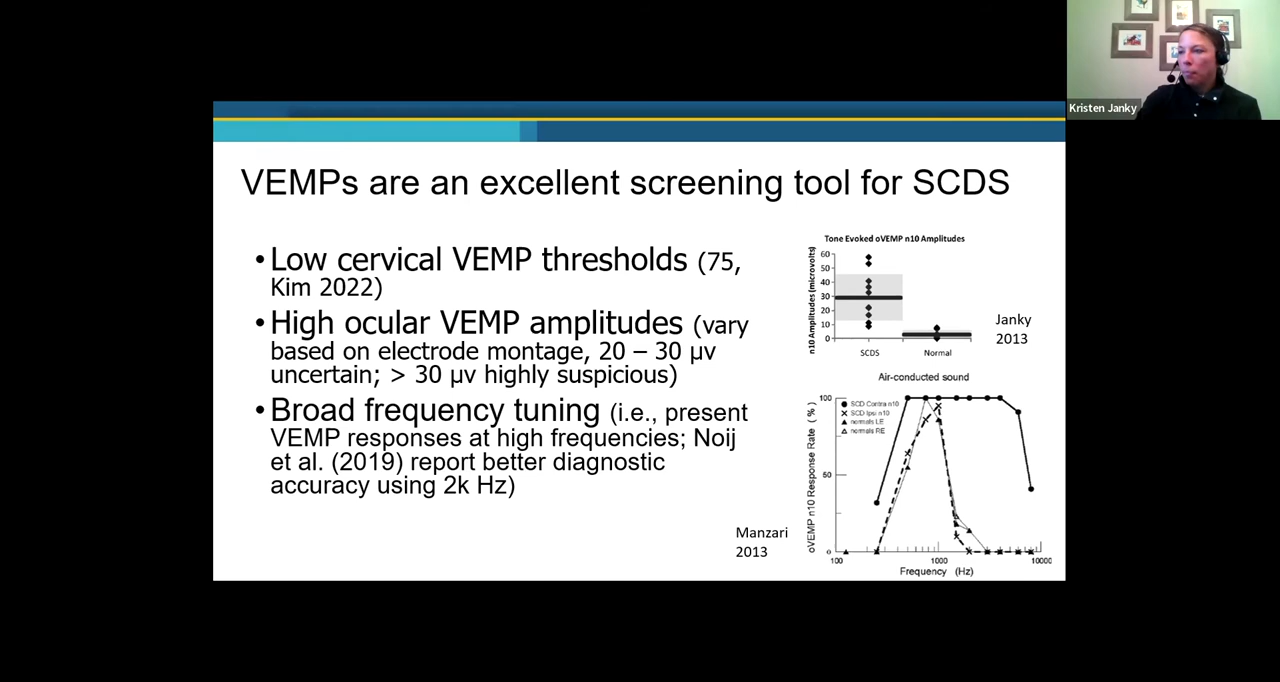 Kristen Janky
VEMPs are an excellent screening tool for SCDS
•Low cervical VEMP thresholds (75,
Kim 2022)
•High ocular VEMP amplitudes (vary
based on electrode montage, 20 – 30 µv
uncertain; > 30 µv highly suspicious)
•Broad frequency tuning (i.e., present
VEMP responses at high frequencies; Noij
et al. (2019) report better diagnostic
accuracy using 2k Hz)
Tone Evoked oVEMP n10 Amplitudes
n10 Amplitudes (microvolts)
60
50
40
30
20
10
0
SCDS Normal
Janky
2013
Air-conducted sound
oVEMP n10 Response Rate (%)
100
50
0
SCD Contra n10
SCD Ipsi n10
normals LE
normals RE
100 1000 10000
Frequency (Hz)
Manzari
2013